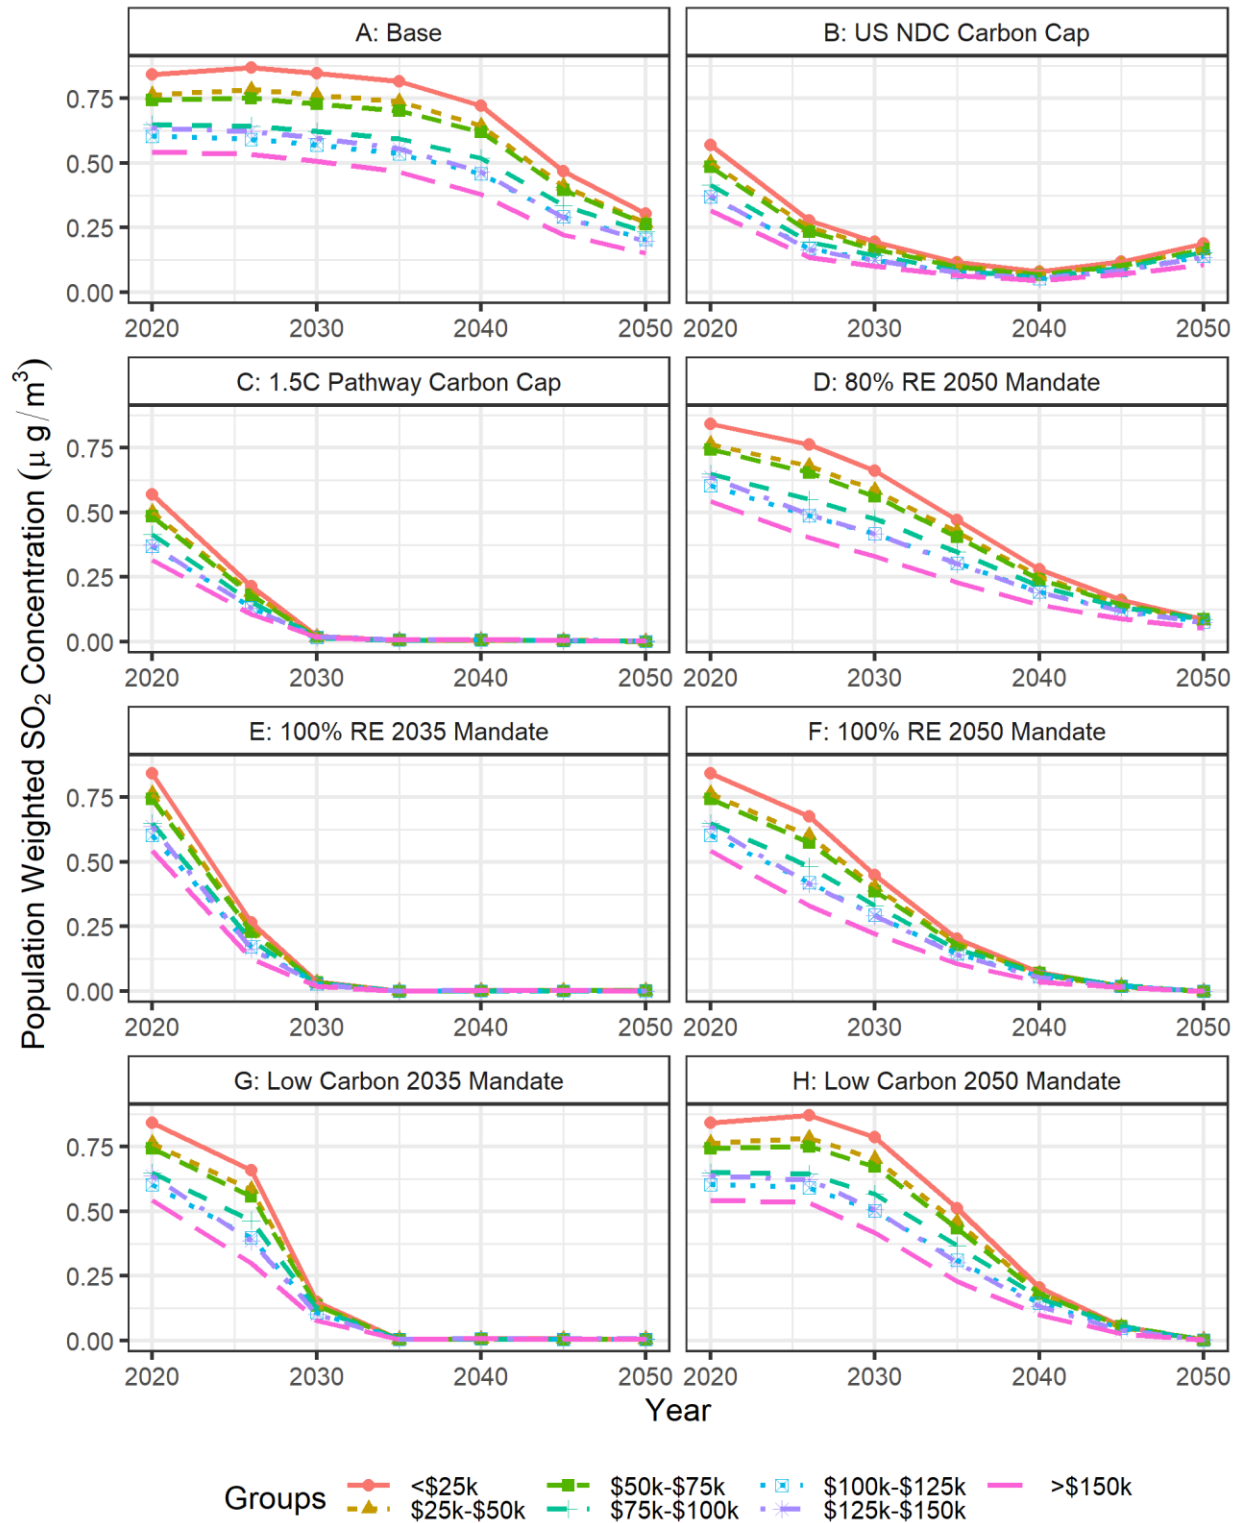 A: Base
B: US NDC Carbon Cap
0.75
0.50
0.25
0.00
2020 2030 2040 2050
2020 2030 2040 2050
C: 1.5C Pathway Carbon Cap
D: 80% RE 2050 Mandate
0.75
0.50
0.25
0.00
2020 2030 2040 2050
2020 2030 2040 2050
E: 100% RE 2035 Mandate
F: 100% RE 2050 Mandate
0.75
0.50
0.25
0.00
2020 2030 2040 2050
2020 2030 2040 2050
G: Low Carbon 2035 Mandate
H: Low Carbon 2050 Mandate
0.75
0.50
0.25
0.00
2020 2030 2040 2050
2020 2030 2040 2050
Population Weighted SO₂ Concentration (μ g/m³)
Year
Groups
<$25k
$25k-$50k
$50k-$75k
$75k-$100k
$100k-$125k
$125k-$150k
>$150k